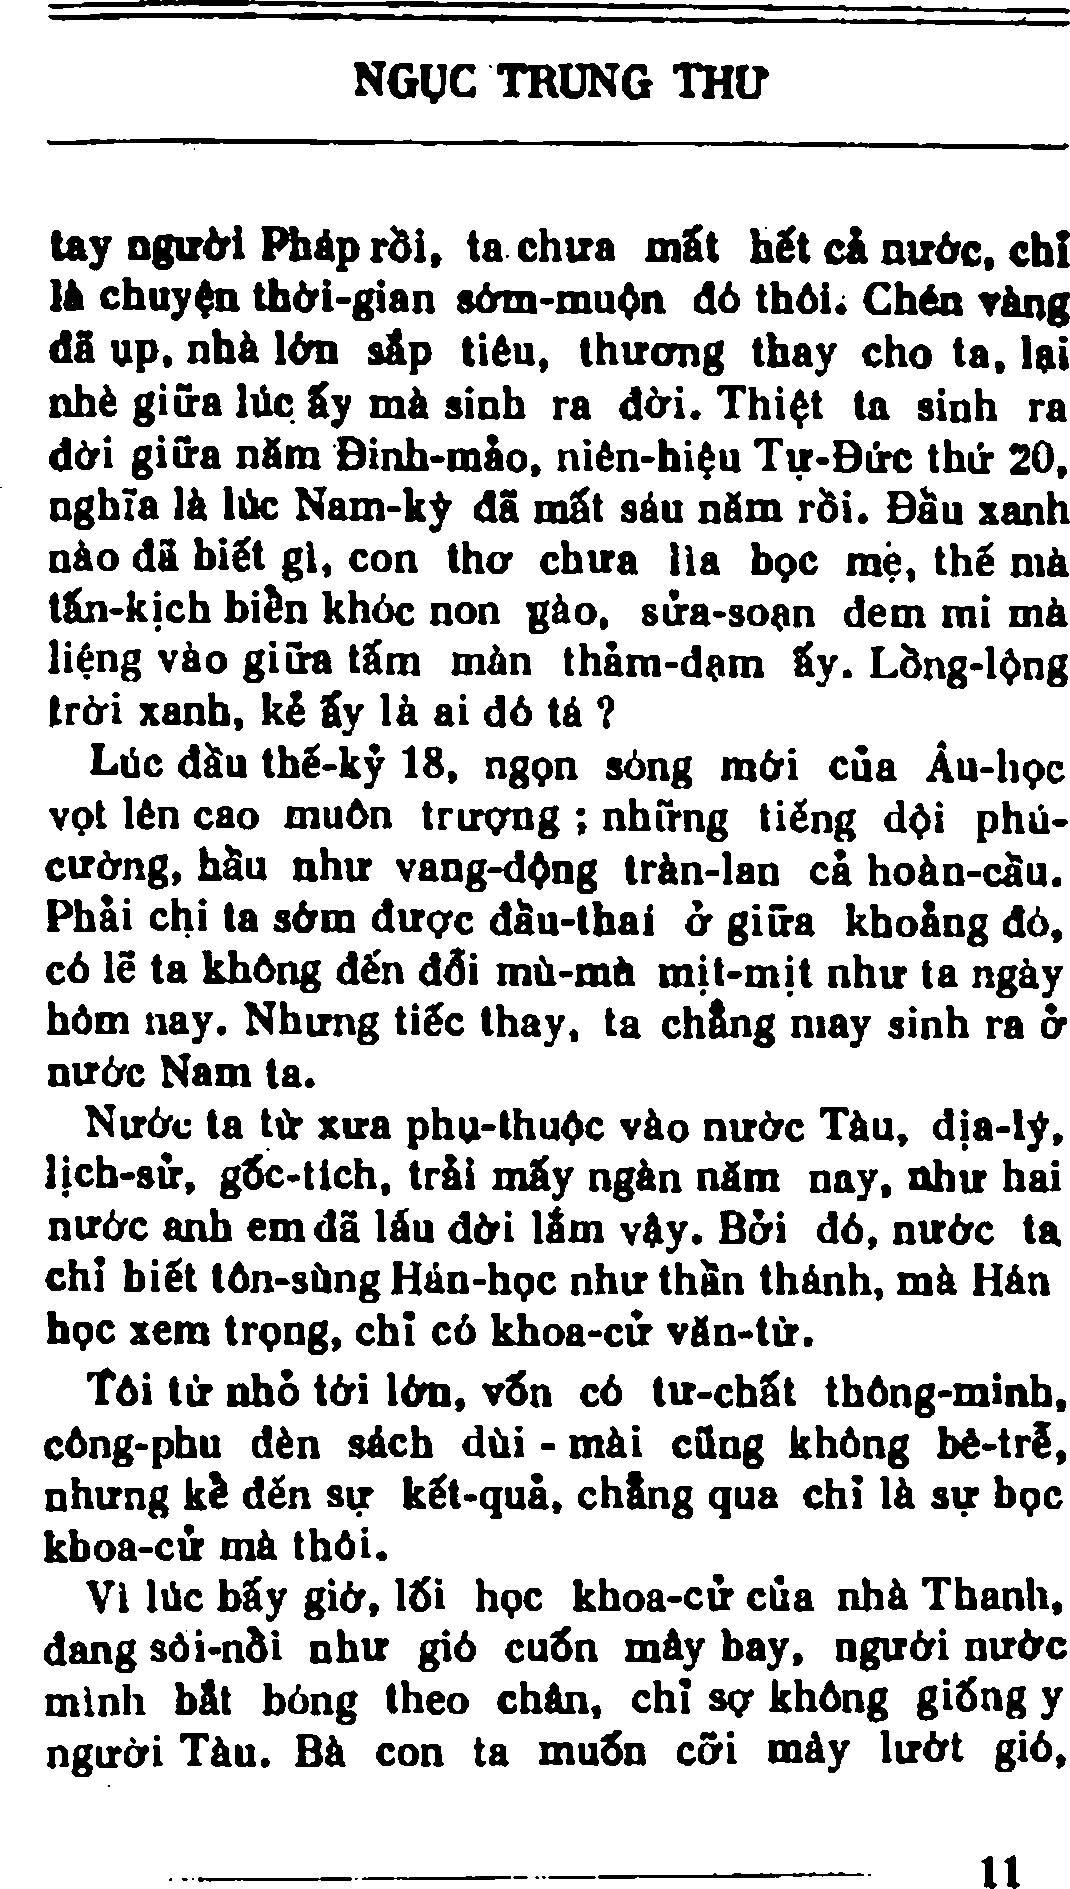 NGỤC TRUNG THƯ
tay người Pháp rồi, ta chưa mất hết cả nước, chỉ
là chuyện thời-gian sớm-muộn đó thôi. Chén vàng
đã ụp, nhà lớn sắp tiêu, thương thay cho ta, lại
nhè giữa lúc ấy mà sinh ra đời. Thiệt ta sinh ra
đời giữa năm Đinh-mão, niên-hiệu Tự-Đức thứ 20,
nghĩa là lúc Nam-kỳ đã mất sáu năm rồi. Đầu xanh
nào đã biết gì, con thơ chưa lìa bọc mẹ, thế mà
tấn-kịch biển khóc non gào, sửa-soạn đem mi mà
liệng vào giữa tấm màn thảm-đạm ấy. Lồng-lộng
trời xanh, kẻ ấy là ai đó tá ?
Lúc đầu thế-kỷ 18, ngọn sóng mới của Âu-học
vọt lên cao muôn trượng ; những tiếng dội phú-
cường, hầu như vang-động tràn-lan cả hoàn-cầu.
Phải chi ta sớm được đầu-thai ở giữa khoảng đó,
có lẽ ta không đến đỗi mù-mà mịt-mịt như ta ngày
hôm nay. Nhưng tiếc thay, ta chẳng may sinh ra ở
nước Nam ta.
Nước ta từ xưa phụ-thuộc vào nước Tàu, địa-lý,
lịch-sử, gốc-tích, trải mấy ngàn năm nay, như hai
nước anh em đã lâu đời lắm vậy. Bởi đó, nước ta
chỉ biết tôn-sùng Hán-học như thần thánh, mà Hán
học xem trọng, chỉ có khoa-cử văn-từ.
Tôi từ nhỏ tới lớn, vốn có tư-chất thông-minh,
công-phu đèn sách dùi - mài cũng không bê-trễ,
nhưng kể đến sự kết-quả, chẳng qua chỉ là sự học
khoa-cử mà thôi.
Vì lúc bấy giờ, lối học khoa-cử của nhà Thanh,
đang sôi-nổi như gió cuốn mây bay, người nước
mình bắt bóng theo chân, chỉ sợ không giống y
người Tàu. Bà con ta muốn cỡi mây lướt gió,
11